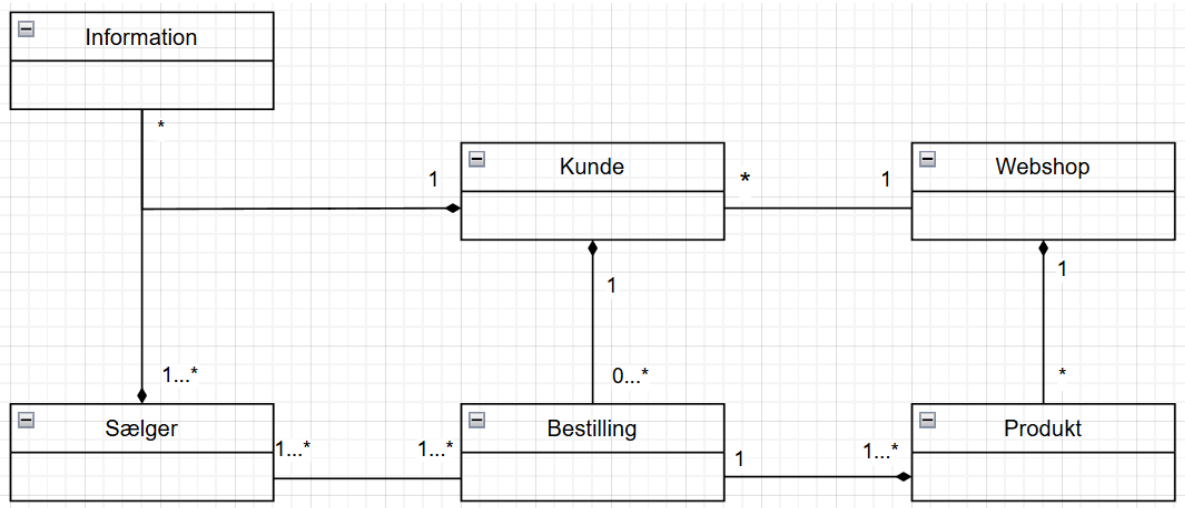 Information
*
Kunde
Webshop
1
*
1
1
1
1...*
0...*
*
Sælger
Bestilling
Produkt
1...*
1...*
1
1...*